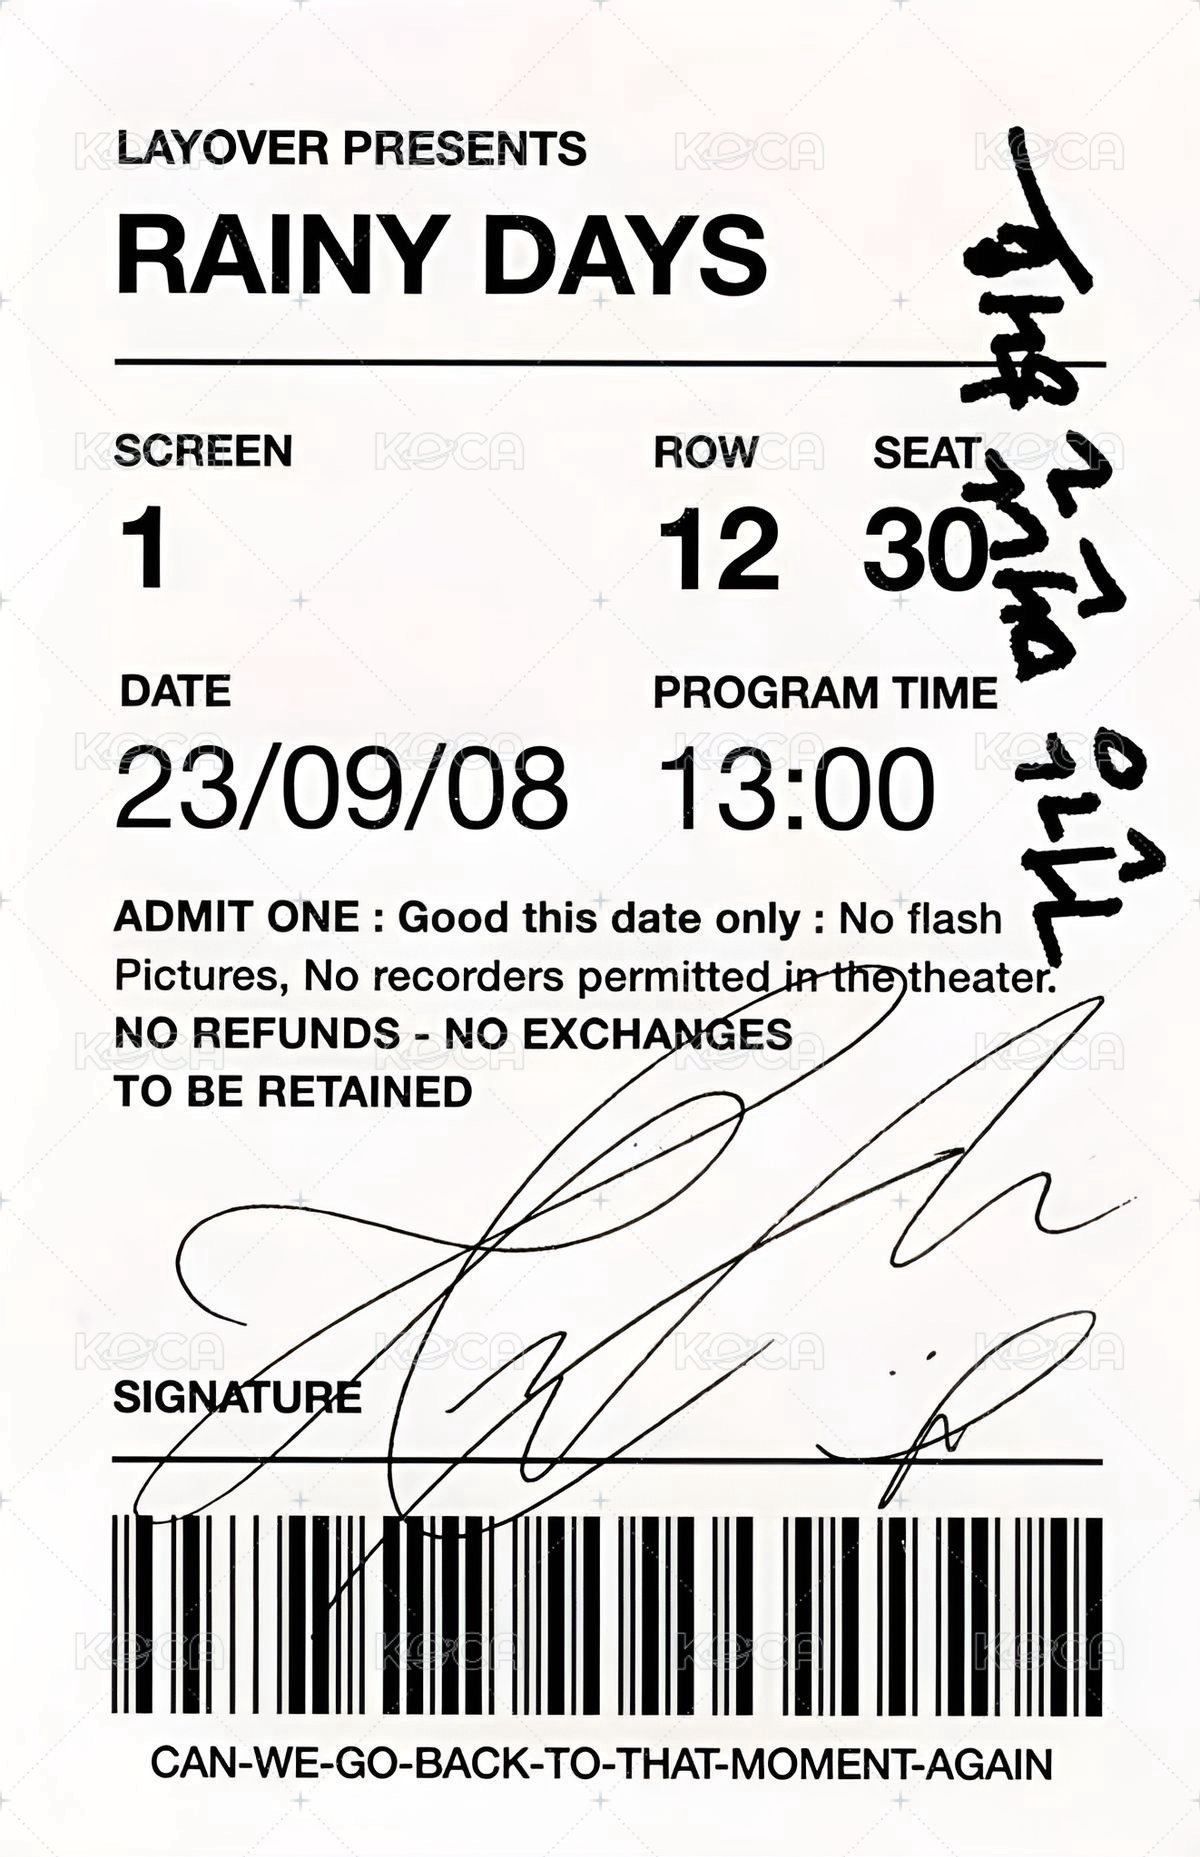 LAYOVER PRESENTS
RAINY DAYS
SCREEN ROW SEAT
1 12 30
DATE PROGRAM TIME
23/09/08 13:00
ADMIT ONE : Good this date only : No flash
Pictures, No recorders permitted in the theater.
NO REFUNDS - NO EXCHANGES
TO BE RETAINED
SIGNATURE
CAN-WE-GO-BACK-TO-THAT-MOMENT-AGAIN
KOCA